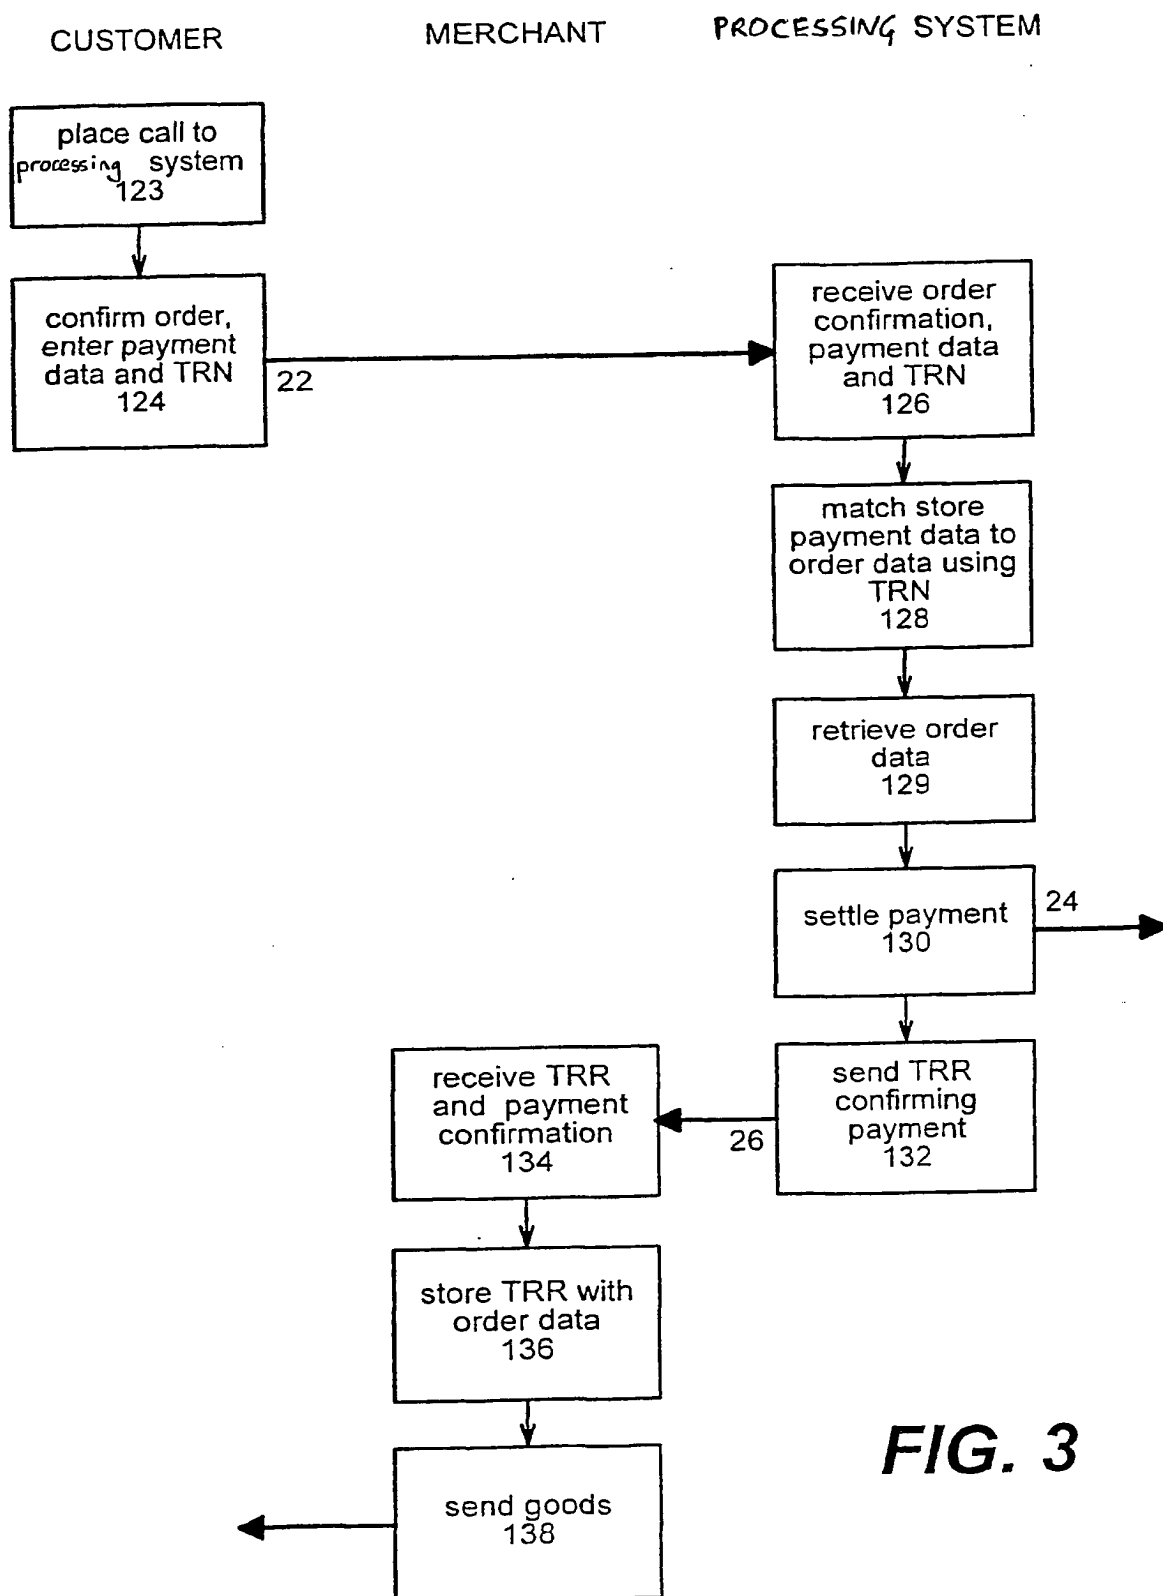 CUSTOMER
MERCHANT
PROCESSING SYSTEM
place call to
processing system
123
confirm order,
enter payment
data and TRN
124
22
receive order
confirmation,
payment data
and TRN
126
match store
payment data to
order data using
TRN
128
retrieve order
data
129
settle payment
130
24
send TRR
confirming
payment
132
26
receive TRR
and payment
confirmation
134
store TRR with
order data
136
send goods
138
FIG. 3